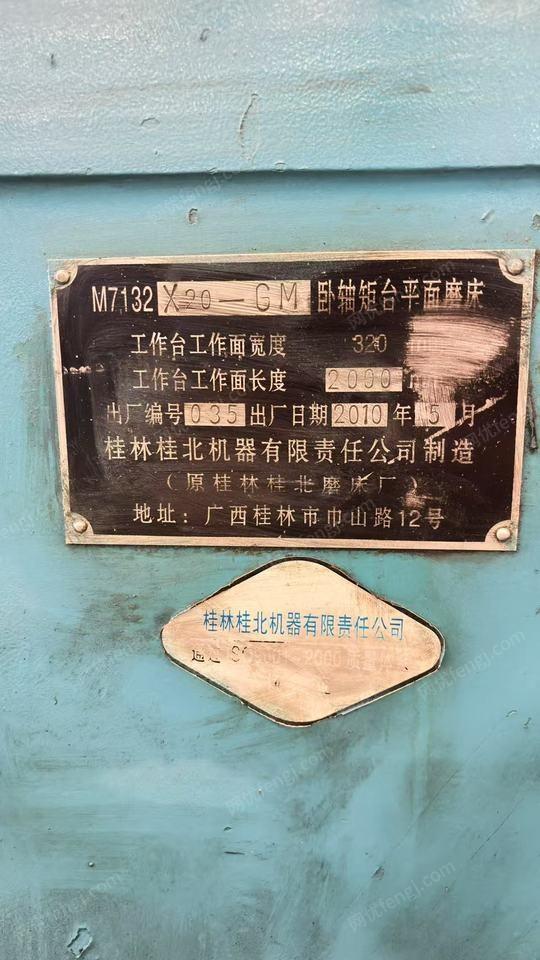 M7132 X20-GM 卧轴矩台平面磨床
工作台工作面宽度 320
工作台工作面长度 2000
出厂编号 035 出厂日期 2010 年 5 月
桂林桂北机器有限责任公司制造
(原桂林桂北磨床厂)
地址:广西桂林市巾山路12号
桂林桂北机器有限责任公司
2000